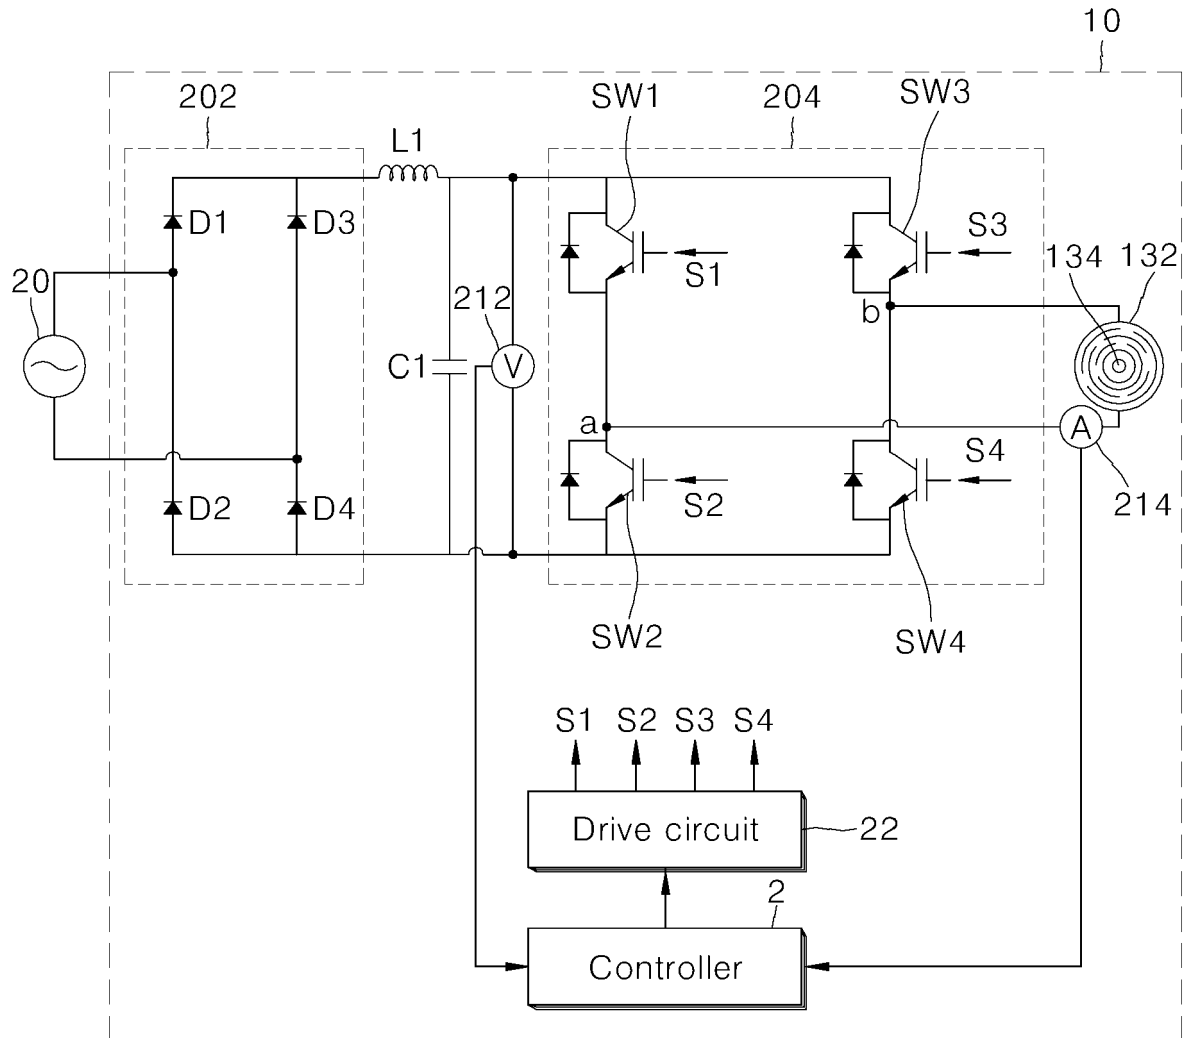 10
202
L1
SW1
204
SW3
D1
D3
S1
S3
20
212
134
132
b
C1
V
a
A
D2
D4
S2
S4
214
SW2
SW4
S1
S2
S3
S4
Drive circuit
22
2
Controller